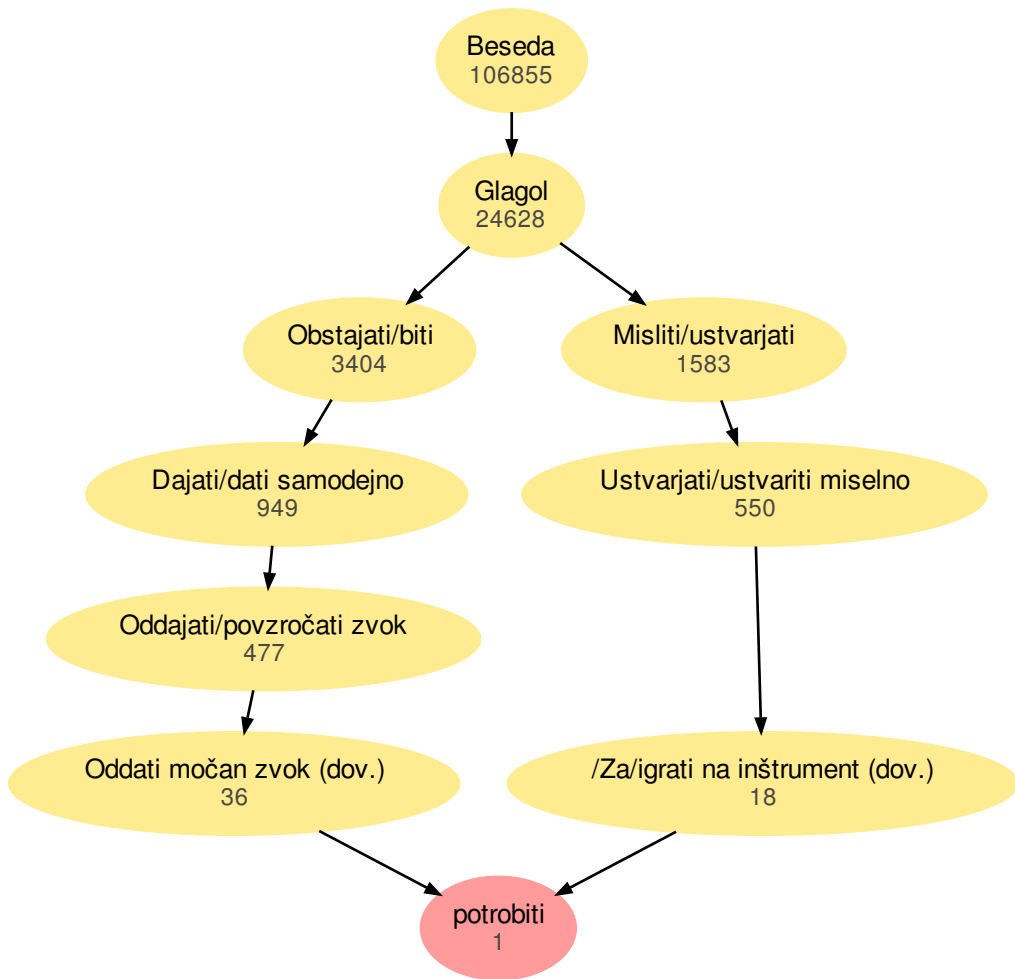 Beseda
106855
Glagol
24628
Obstajati/biti
3404
Misliti/ustvarjati
1583
Dajati/dati samodejno
949
Ustvarjati/ustvariti miselno
550
Oddajati/povzročati zvok
477
Oddati močan zvok (dov.)
36
/Za/igrati na inštrument (dov.)
18
potrobiti
1